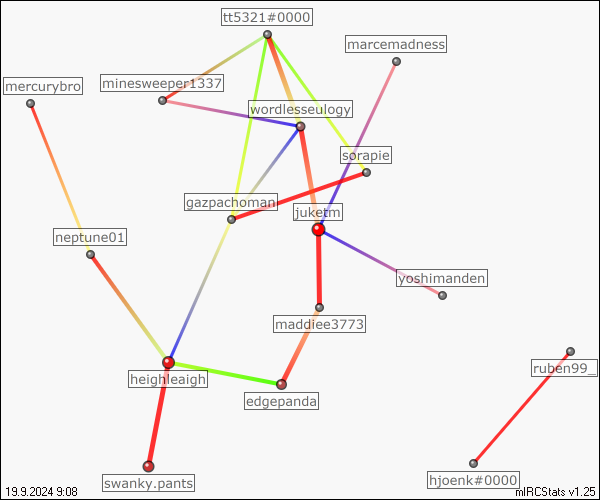 tt5321#0000
marcemadness
mercurybro
minesweeper1337
wordlesseulogy
sørapie
gazpachoman
juketm
neptune01
yoshimanden
maddiee3773
heighleaigh
ruben99_
edgepanda
swanky.pants
hjoenk#0000
19.9.2024 9:08
mIRCStats v1.25